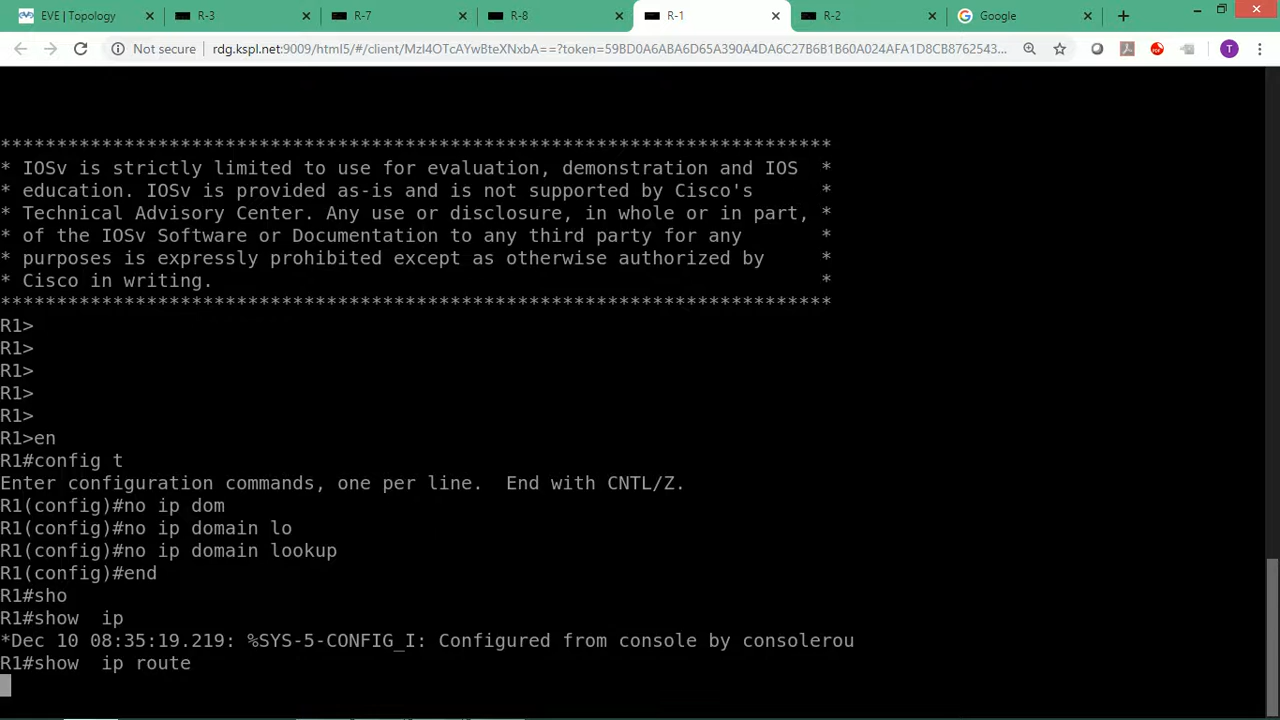 EVE | Topology
R-3
R-7
R-8
R-1
R-2
Google
Not secure
rdg.kspl.net:9009/html5/#/client/MzI4OTcAYwBteXNxbA==?token=59BD0A6ABA6D65A390A4DA6C27B6B1B60A024AFA1D8CB8762543...
T
**************************************************************************
* IOSv is strictly limited to use for evaluation, demonstration and IOS  *
* education. IOSv is provided as-is and is not supported by Cisco's      *
* Technical Advisory Center. Any use or disclosure, in whole or in part, *
* of the IOSv Software or Documentation to any third party for any       *
* purposes is expressly prohibited except as otherwise authorized by     *
* Cisco in writing.                                                      *
**************************************************************************
R1>
R1>
R1>
R1>
R1>
R1>en
R1#config t
Enter configuration commands, one per line.  End with CNTL/Z.
R1(config)#no ip dom
R1(config)#no ip domain lo
R1(config)#no ip domain lookup
R1(config)#end
R1#sho
R1#show  ip
*Dec 10 08:35:19.219: %SYS-5-CONFIG_I: Configured from console by consolerou
R1#show  ip route